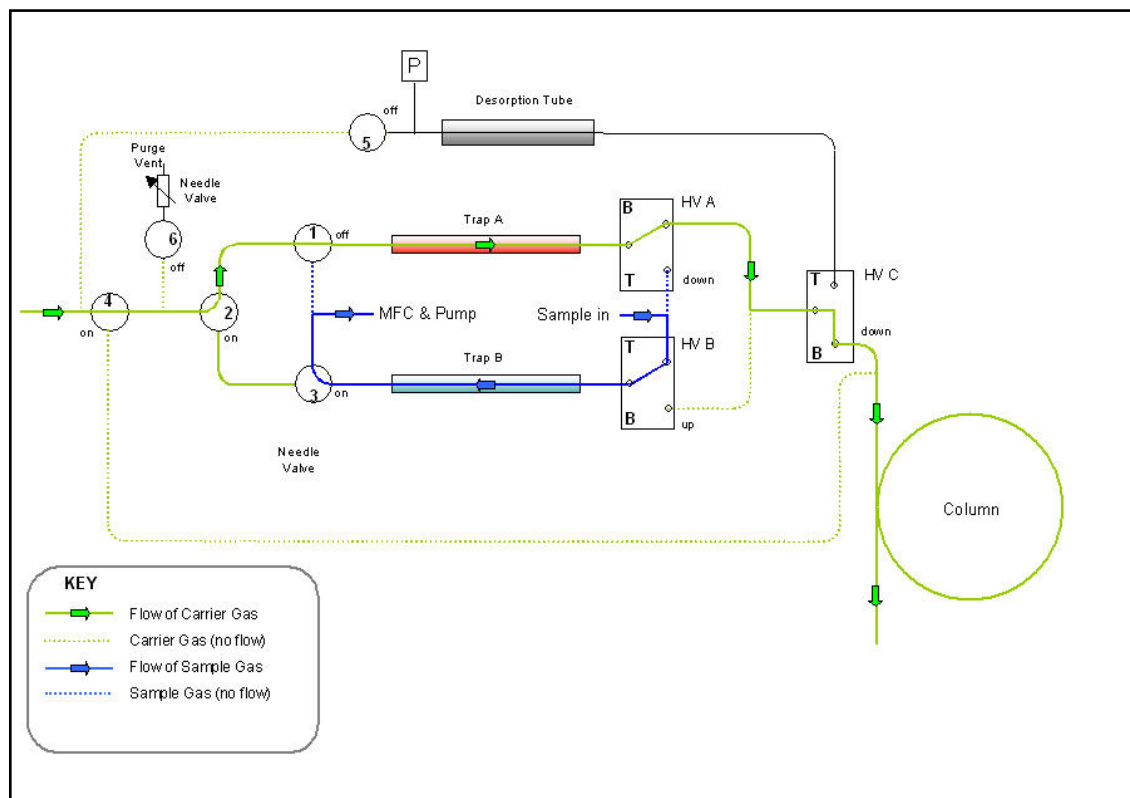 P
Desorption Tube
off
5
Purge
Vent
Needle
Valve
6
off
1
off
Trap A
B
T
HV A
down
4
on
2
on
MFC & Pump
Sample in
T
B
HV C
down
3
on
Trap B
T
B
HV B
up
Needle
Valve
Column
KEY
Flow of Carrier Gas
Carrier Gas (no flow)
Flow of Sample Gas
Sample Gas (no flow)